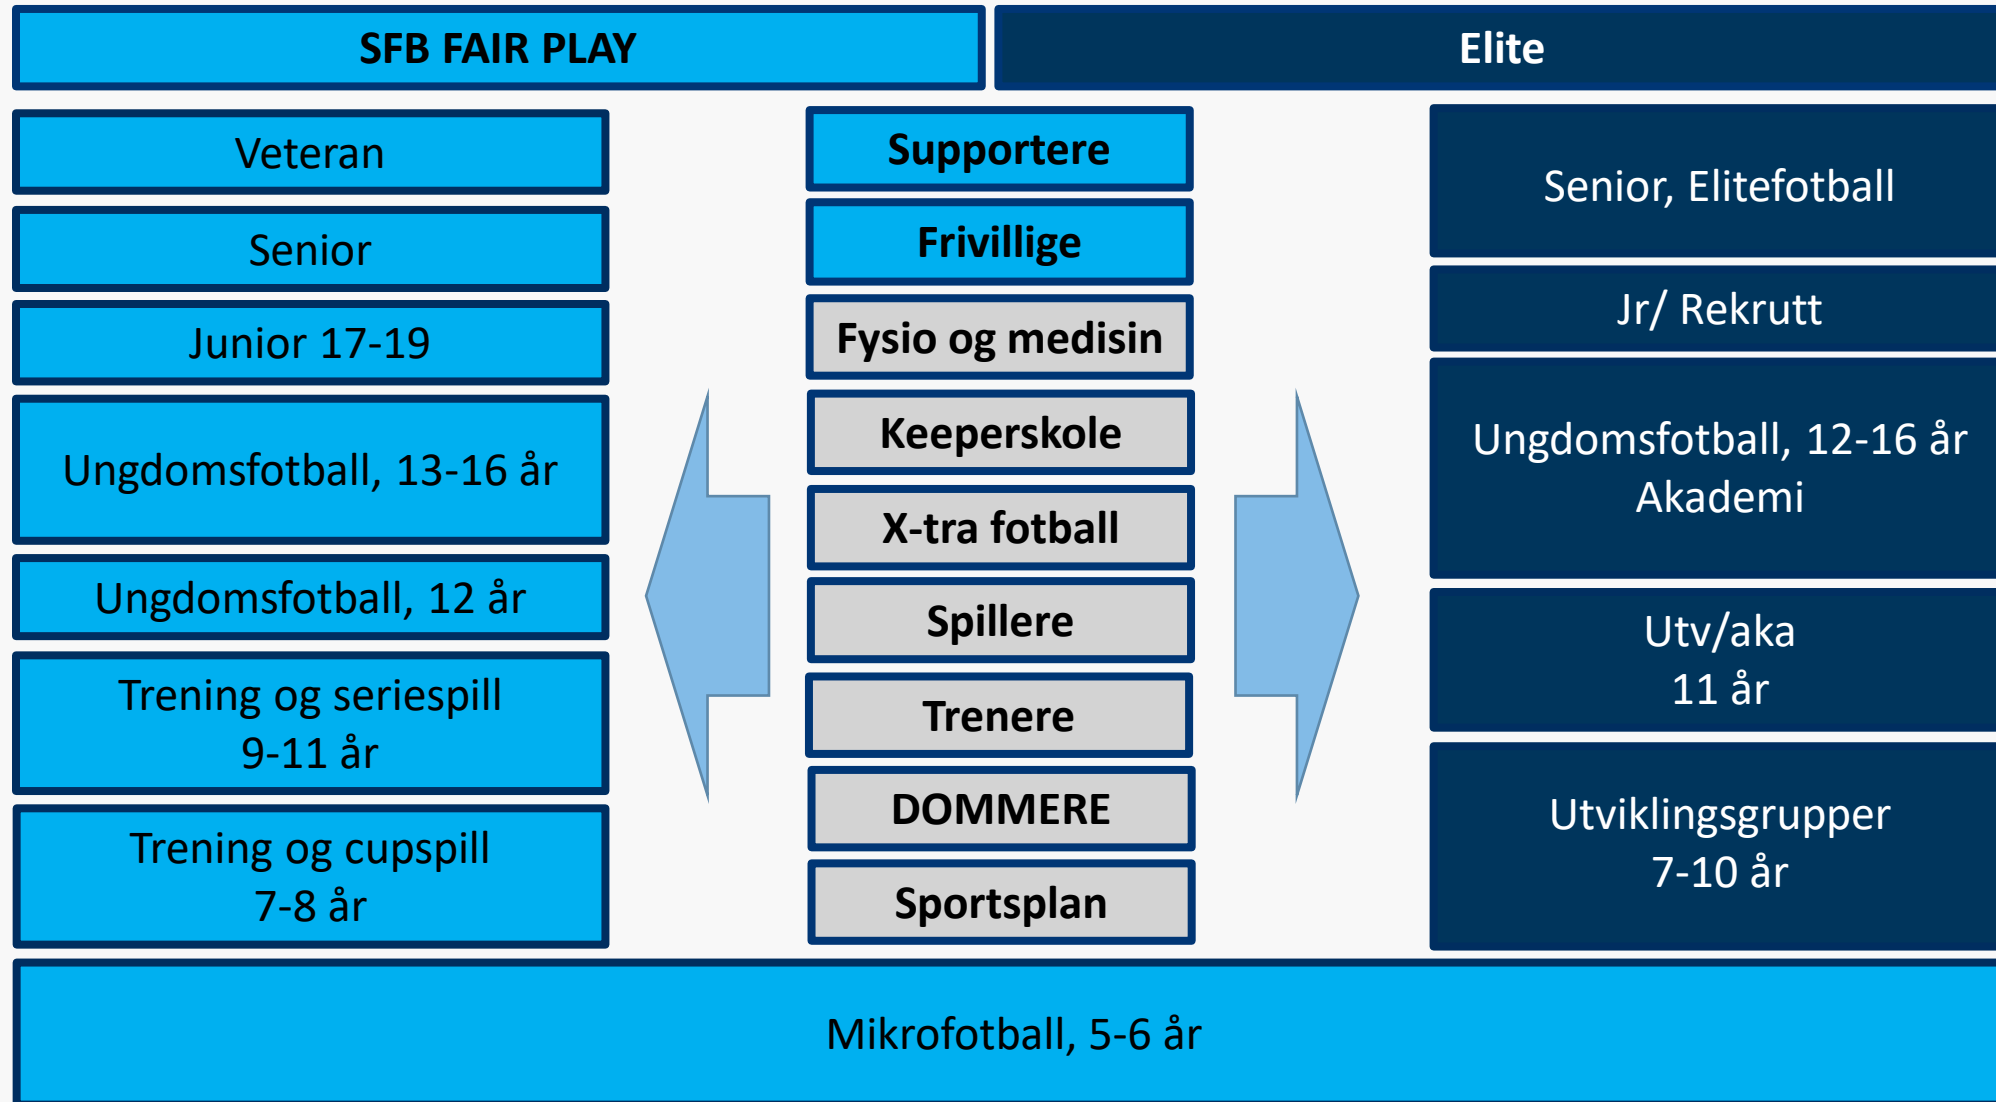 SFB FAIR PLAY
Elite
Veteran
Senior
Junior 17-19
Ungdomsfotball, 13-16 år
Ungdomsfotball, 12 år
Trening og seriespill
9-11 år
Trening og cupspill
7-8 år
Supportere
Frivillige
Fysio og medisin
Keeperskole
X-tra fotball
Spillere
Trenere
DOMMERE
Sportsplan
Senior, Elitefotball
Jr/ Rekrutt
Ungdomsfotball, 12-16 år
Akademi
Utv/aka
11 år
Utviklingsgrupper
7-10 år
Mikrofotball, 5-6 år